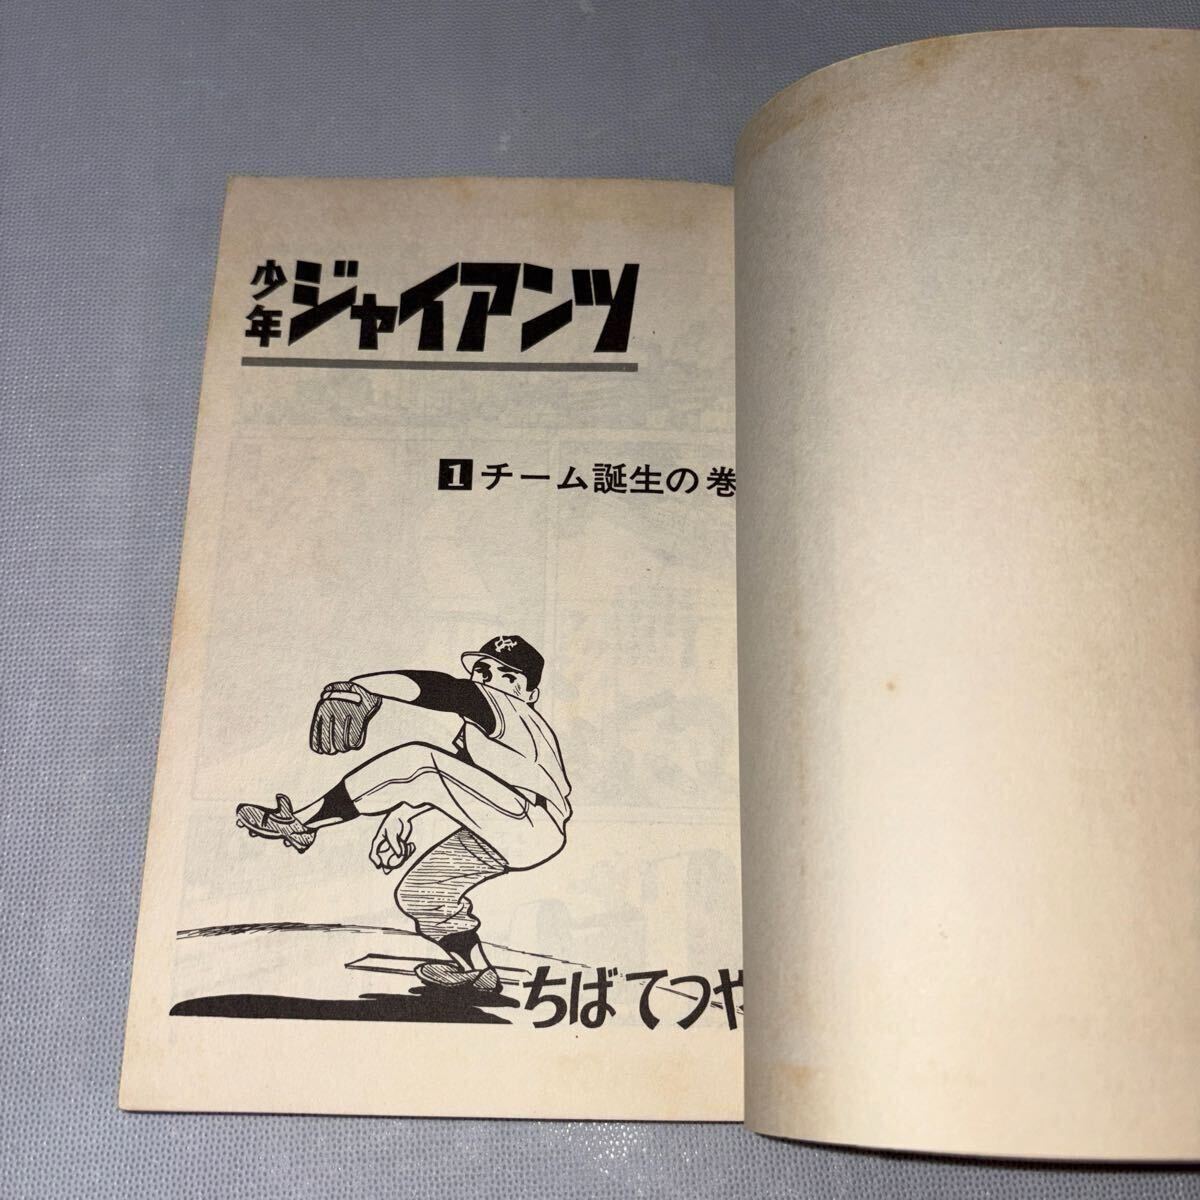 少年ジャイアンツ
1チーム誕生の巻
ちばてつや